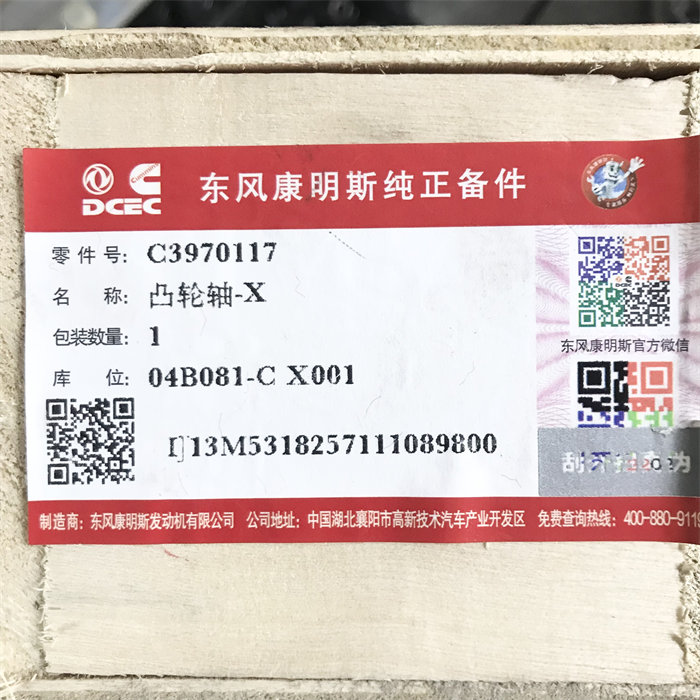 DCEC
Cummins
东风康明斯纯正备件
零件号: C3970117
名 称: 凸轮轴-X
包装数量: 1
库 位: 04B081-C X001
东风康明斯官方微信
IJ13M5318257111089800
制造商: 东风康明斯发动机有限公司 公司地址: 中国湖北襄阳市高新技术汽车产业开发区 免费查询热线: 400-880-9119